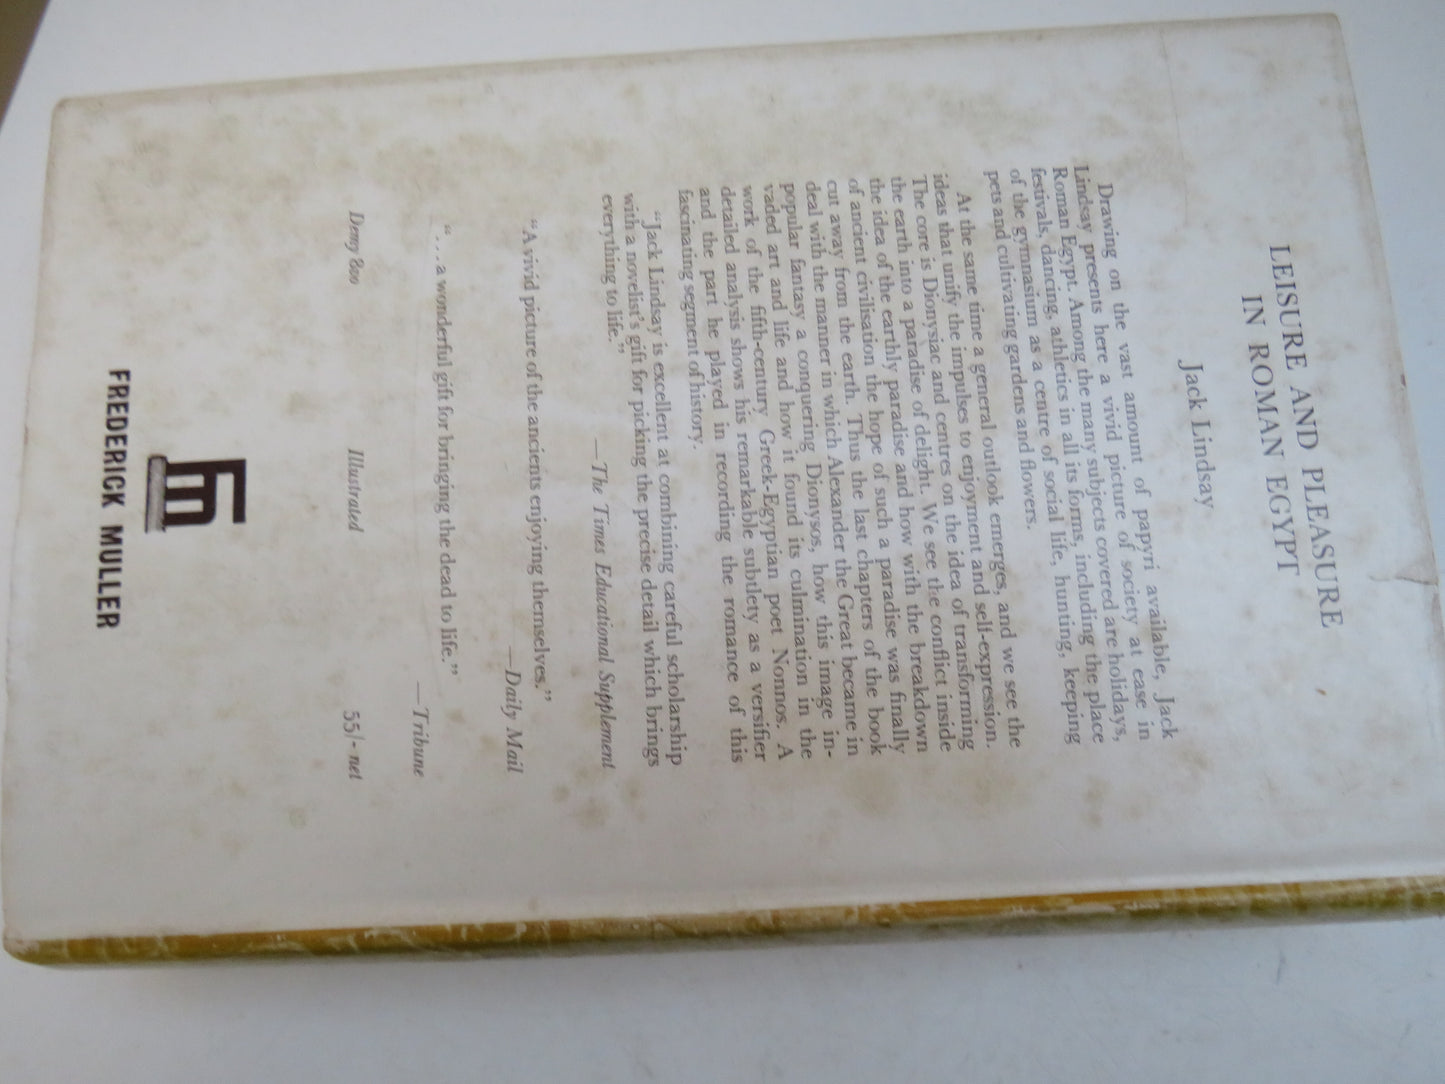 LEISURE AND PLEASURE
IN ROMAN EGYPT
Jack Lindsay
Drawing on the vast amount of papyri available, Jack
Lindsay presents here a vivid picture of society at ease in
Roman Egypt. Among the many subjects covered are holidays,
festivals, dancing, athletics in all its forms, including the place
of the gymnasium as a centre of social life, hunting, keeping
pets and cultivating gardens and flowers.
At the same time a general outlook emerges, and we see the
ideas that unify the impulses to enjoyment and self-expression.
The core is Dionysiac and centres on the idea of transforming
the earth into a paradise of delight. We see the conflict inside
the idea of the earthly paradise and how with the breakdown
of ancient civilisation the hope of such a paradise was finally
cut away from the earth. Thus the last chapters of the book
deal with the manner in which Alexander the Great became in
popular fantasy a conquering Dionysos, how this image in-
vaded art and life and how it found its culmination in the
work of the fifth-century Greek-Egyptian poet Nonnos. A
detailed analysis shows his remarkable subtlety as a versifier
and the part he played in recording the romance of this
fascinating segment of history.
"Jack Lindsay is excellent at combining careful scholarship
with a novelist's gift for picking the precise detail which brings
everything to life."
—The Times Educational Supplement
"A vivid picture of the ancients enjoying themselves."
—Daily Mail
"... a wonderful gift for bringing the dead to life."
—Tribune
Demy 8vo Illustrated 55/- net
FREDERICK MULLER